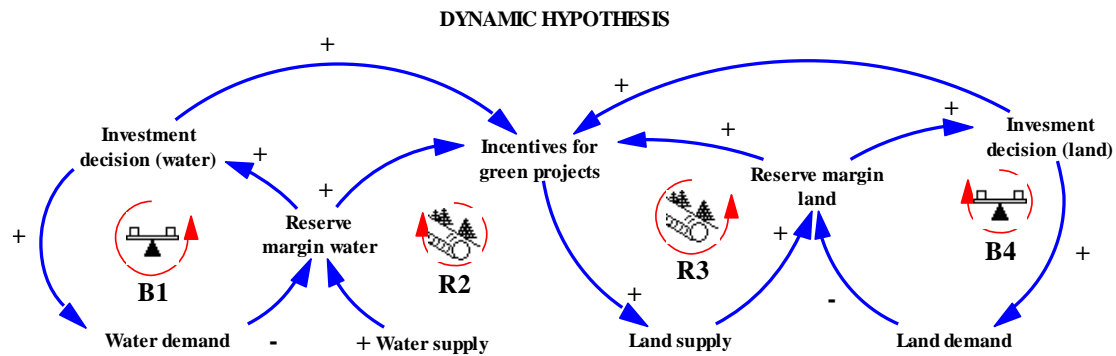 DYNAMIC HYPOTHESIS
+
+
Investment
decision (water)
+
Incentives for
green projects
+
+
Invesment
decision (land)
Reserve margin
land
+
Reserve
margin water
+
B1
R2
R3
+
B4
+
+
-
Water demand
-
+ Water supply
Land supply
Land demand